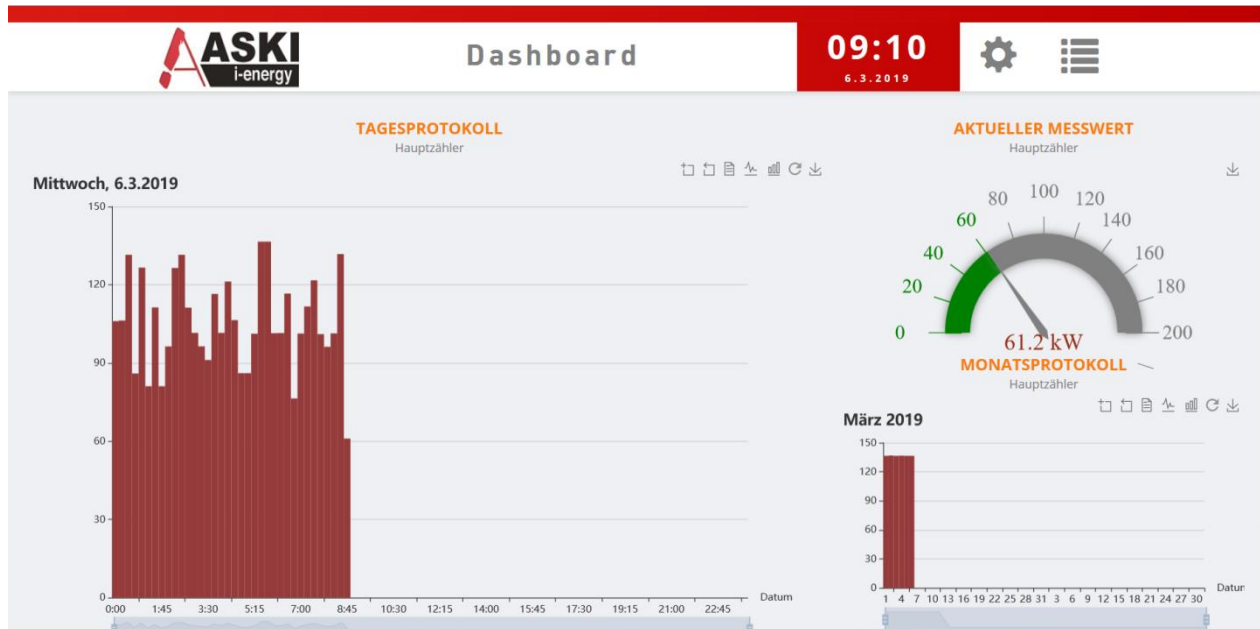 ASKI
i-energy
Dashboard
09:10
6.3.2019
TAGESPROTOKOLL
Hauptzähler
Mittwoch, 6.3.2019
150
120
90
60
30
0
0:00 1:45 3:30 5:15 7:00 8:45 10:30 12:15 14:00 15:45 17:30 19:15 21:00 22:45
Datum
AKTUELLER MESSWERT
Hauptzähler
0 20 40 60 80 100 120 140 160 180 200
61.2 kW
MONATSPROTOKOLL
Hauptzähler
März 2019
150
120
90
60
30
0
1 4 7 10 13 16 19 22 25 28 31 3 6 9 12 15 18 21 24 27 30
Datur